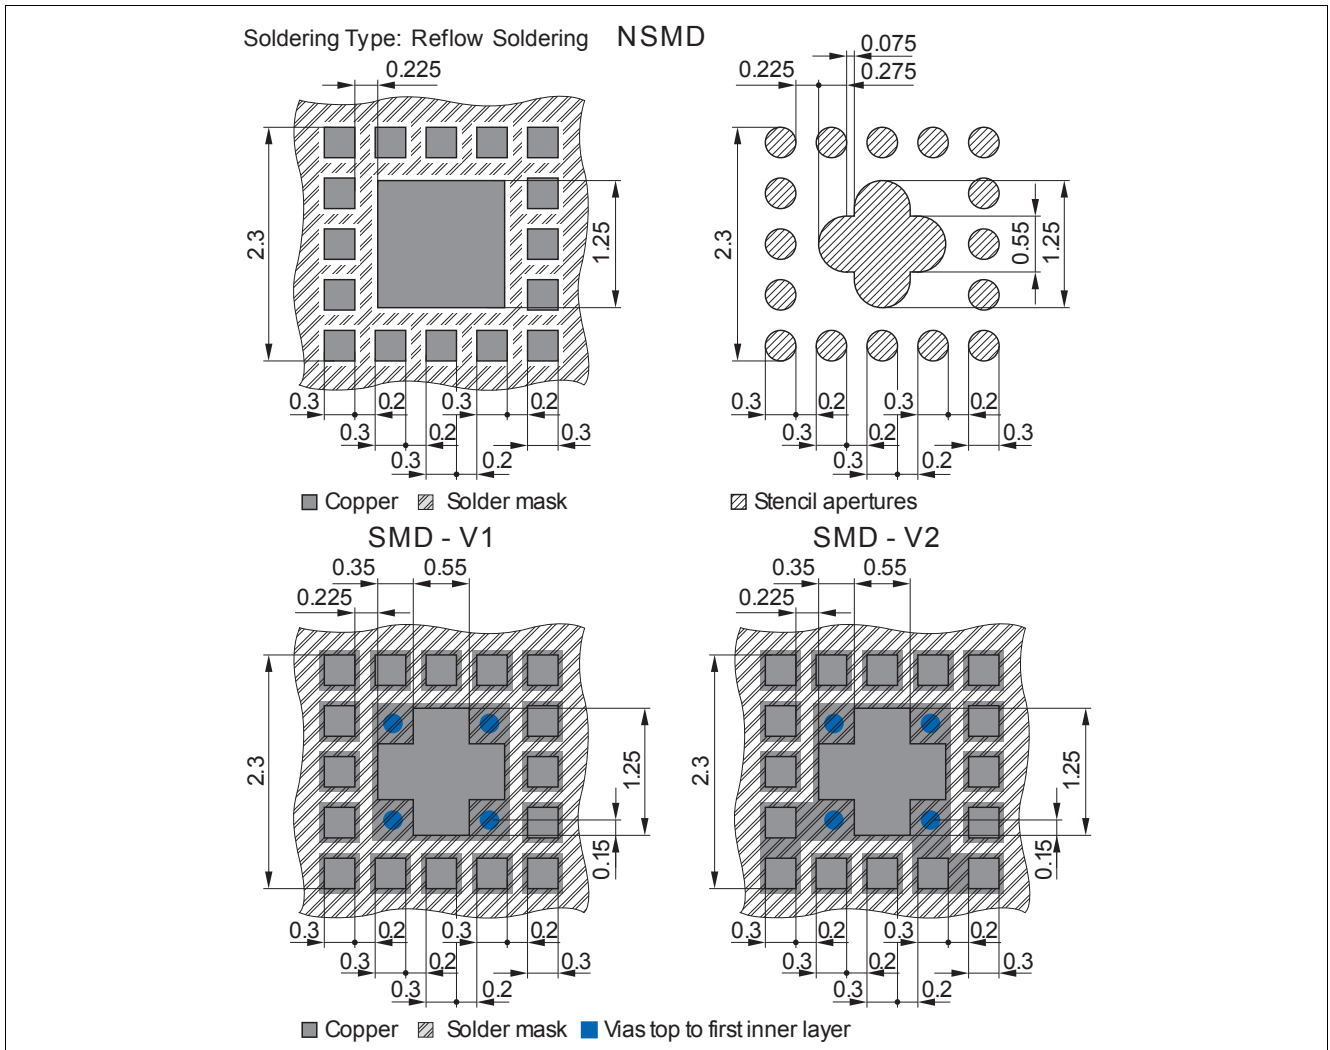 Soldering Type: Reflow Soldering NSMD
0.225
2.3
1.25
0.3 0.2 0.3 0.2
0.3 0.2 0.3
0.3 0.2
Copper Solder mask
0.075
0.225 0.275
2.3
0.55
1.25
0.3 0.2 0.3 0.2
0.3 0.2 0.3
0.3 0.2
Stencil apertures
SMD - V1
0.35 0.55
0.225
2.3
1.25
0.15
0.3 0.2 0.3 0.2
0.3 0.2 0.3
0.3 0.2
SMD - V2
0.35 0.55
0.225
2.3
1.25
0.15
0.3 0.2 0.3 0.2
0.3 0.2 0.3
0.3 0.2
Copper Solder mask Vias top to first inner layer